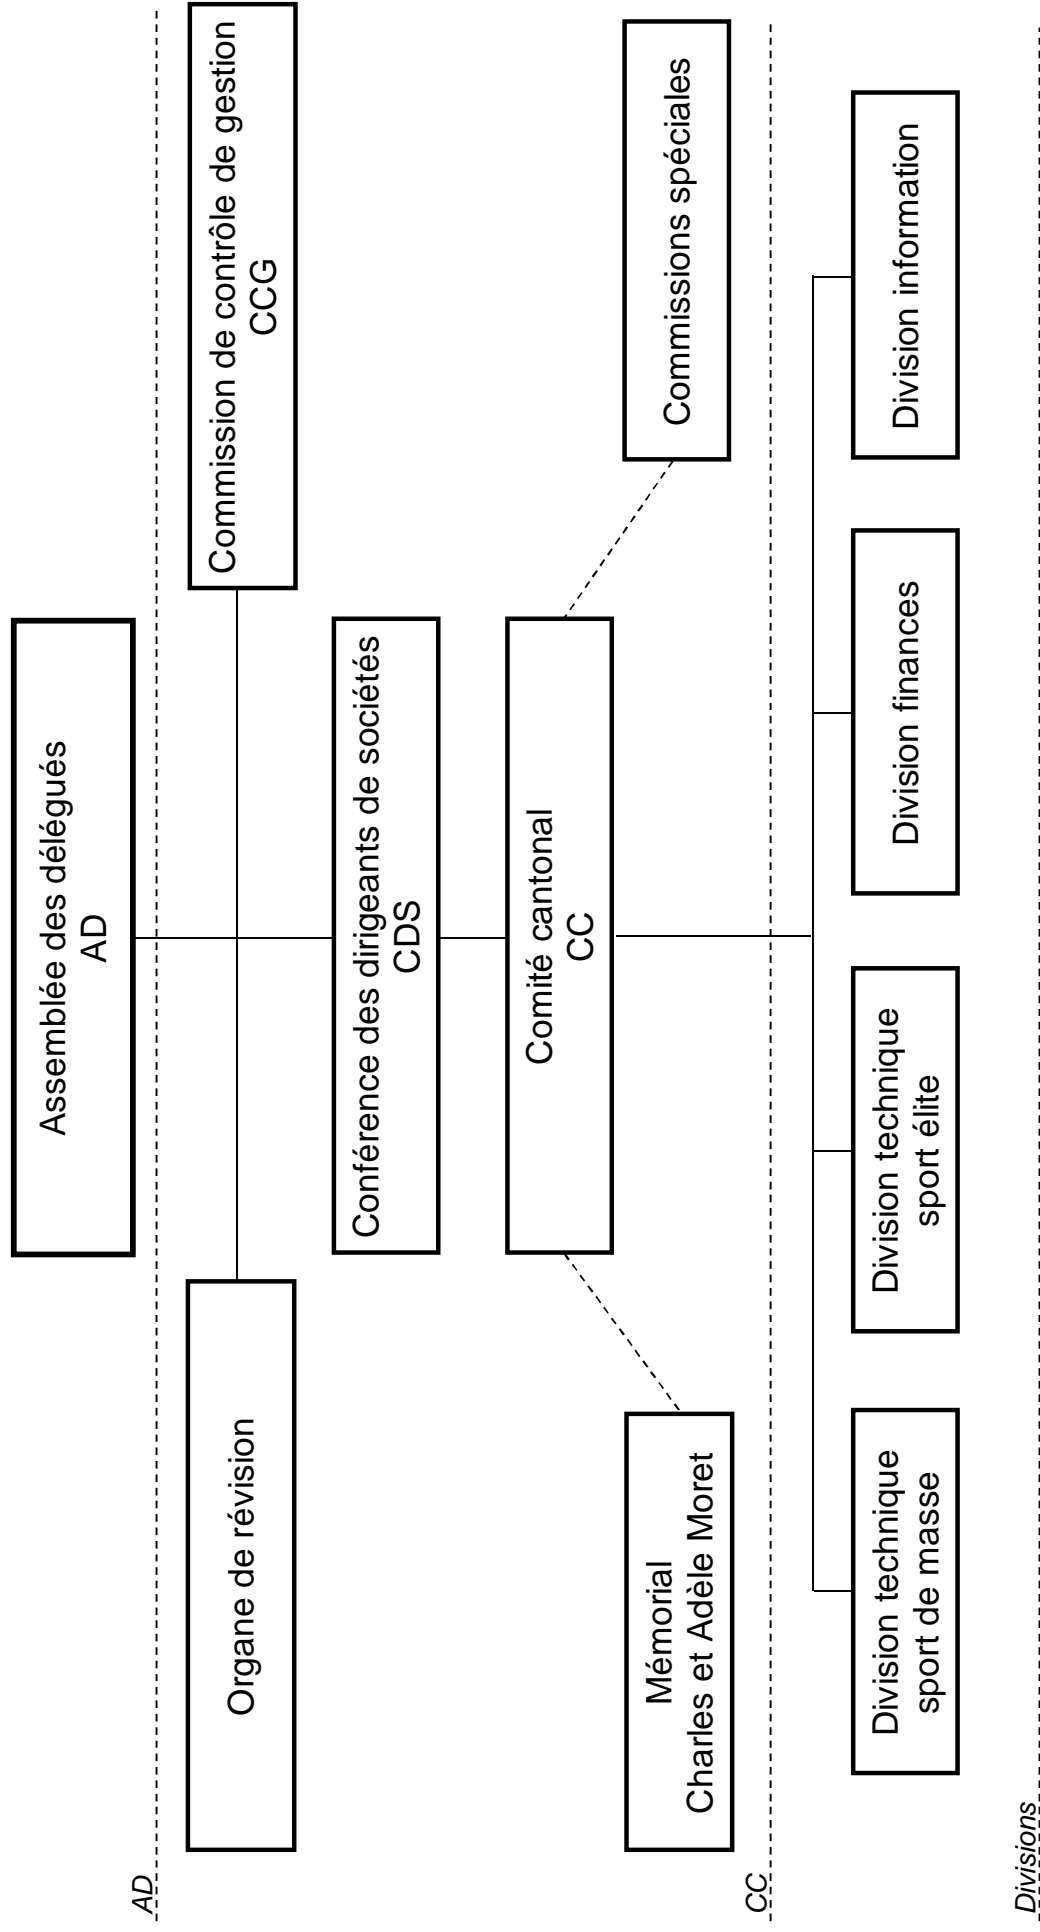 Assemblée des délégués
AD
AD
Organe de révision
Commission de contrôle de gestion
CCG
Conférence des dirigeants de sociétés
CDS
Comité cantonal
CC
Mémorial
Charles et Adèle Moret
Commissions spéciales
CC
Division technique
sport de masse
Division technique
sport élite
Division finances
Division information
Divisions